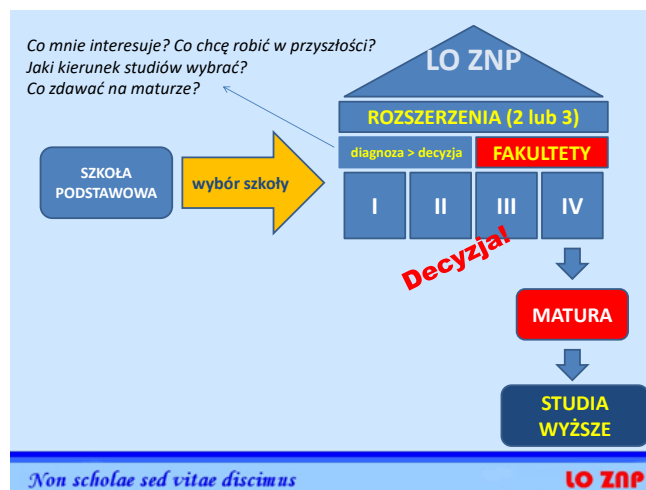 Co mnie interesuje? Co chcę robić w przyszłości?
Jaki kierunek studiów wybrać?
Co zdawać na maturze?
LO ZNP
ROZSZERZENIA (2 lub 3)
diagnoza > decyzja
FAKULTETY
SZKOŁA
PODSTAWOWA
wybór szkoły
I
II
III
IV
Decyzja!
MATURA
STUDIA
WYŻSZE
Non scholae sed vitae discimus
LO ZNP